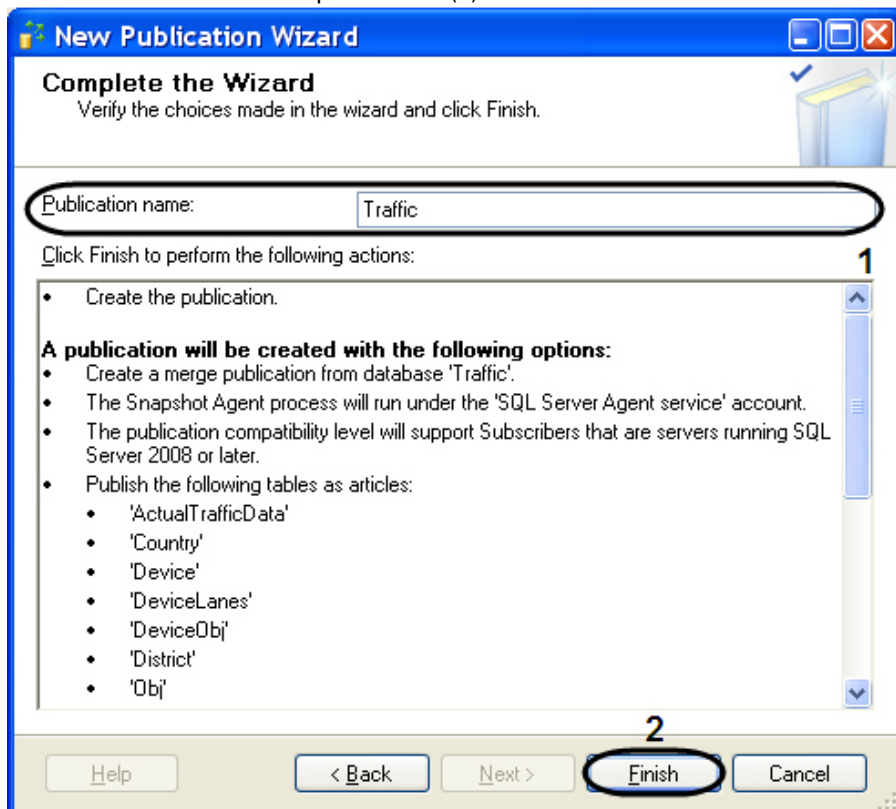 New Publication Wizard
Complete the Wizard
Verify the choices made in the wizard and click Finish.
Publication name: Traffic
Click Finish to perform the following actions:
1
• Create the publication.
A publication will be created with the following options:
• Create a merge publication from database 'Traffic'.
• The Snapshot Agent process will run under the 'SQL Server Agent service' account.
• The publication compatibility level will support Subscribers that are servers running SQL
Server 2008 or later.
• Publish the following tables as articles:
• 'ActualTrafficData'
• 'Country'
• 'Device'
• 'DeviceLanes'
• 'DeviceObj'
• 'District'
• 'Obj'
2
Help < Back Next > Finish Cancel